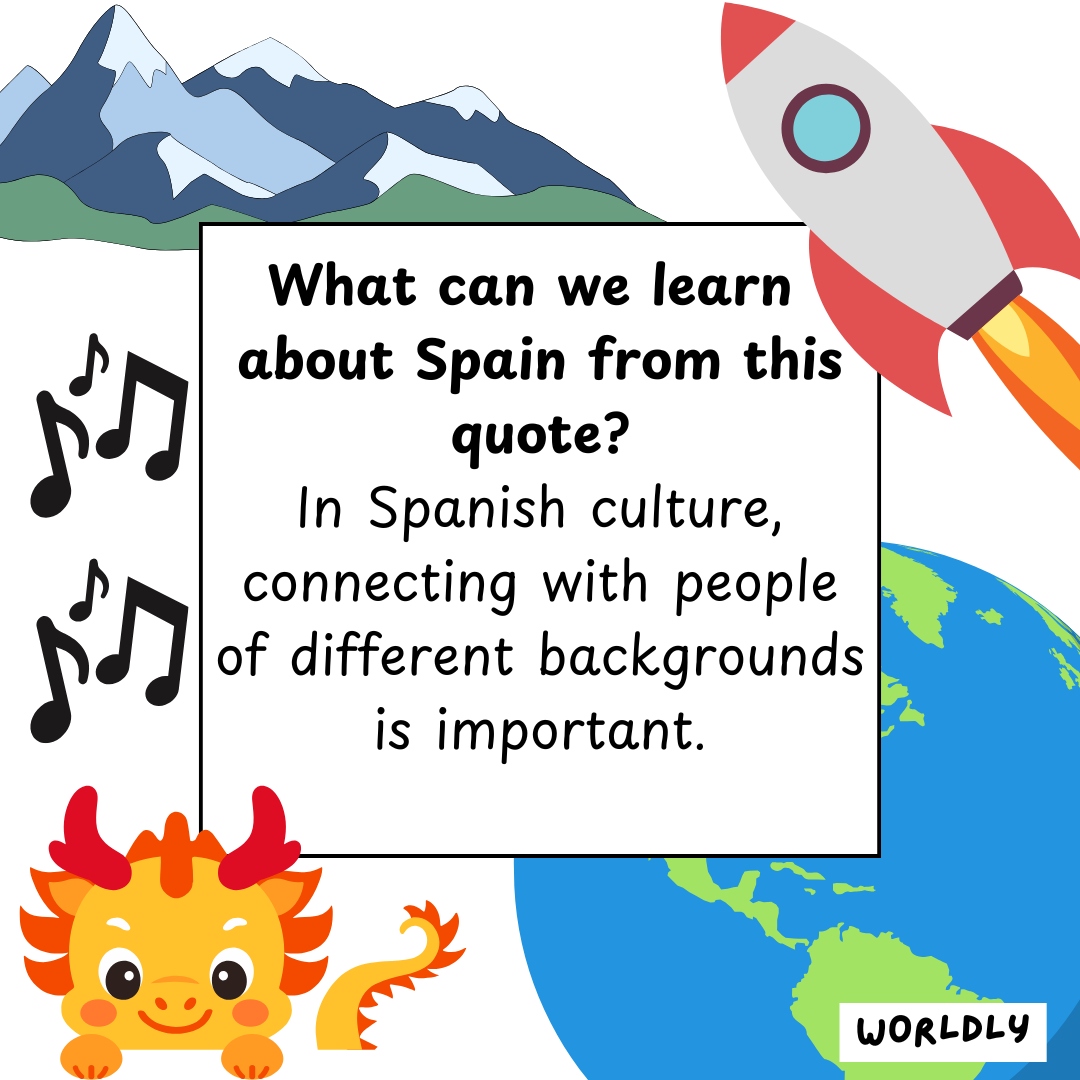 What can we learn
about Spain from this
quote?
In Spanish culture,
connecting with people
of different backgrounds
is important.
WORLDLY